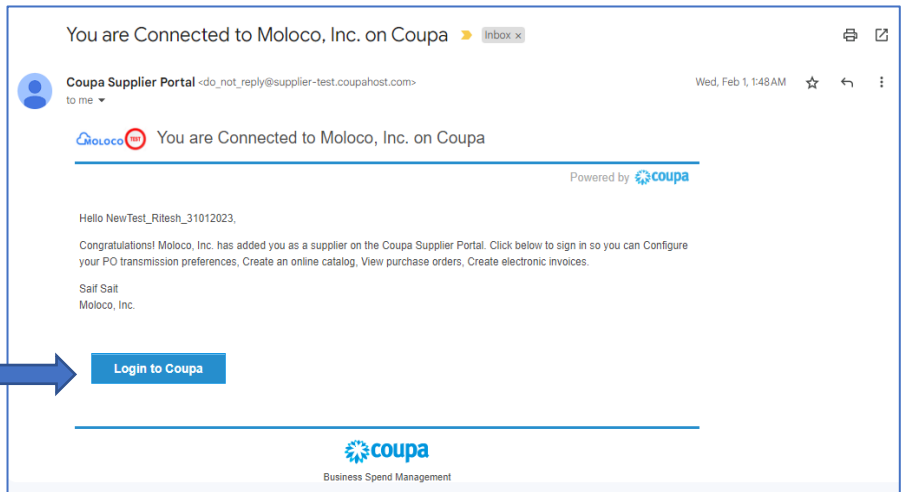 You are Connected to Moloco, Inc. on Coupa Inbox x
Coupa Supplier Portal <do_not_reply@supplier-test.coupahost.com> Wed, Feb 1, 1:48 AM
to me
MOLOCO TEST You are Connected to Moloco, Inc. on Coupa
Powered by coupa
Hello NewTest_Ritesh_31012023,
Congratulations! Moloco, Inc. has added you as a supplier on the Coupa Supplier Portal. Click below to sign in so you can Configure
your PO transmission preferences, Create an online catalog, View purchase orders, Create electronic invoices.
Saif Sait
Moloco, Inc.
Login to Coupa
coupa
Business Spend Management